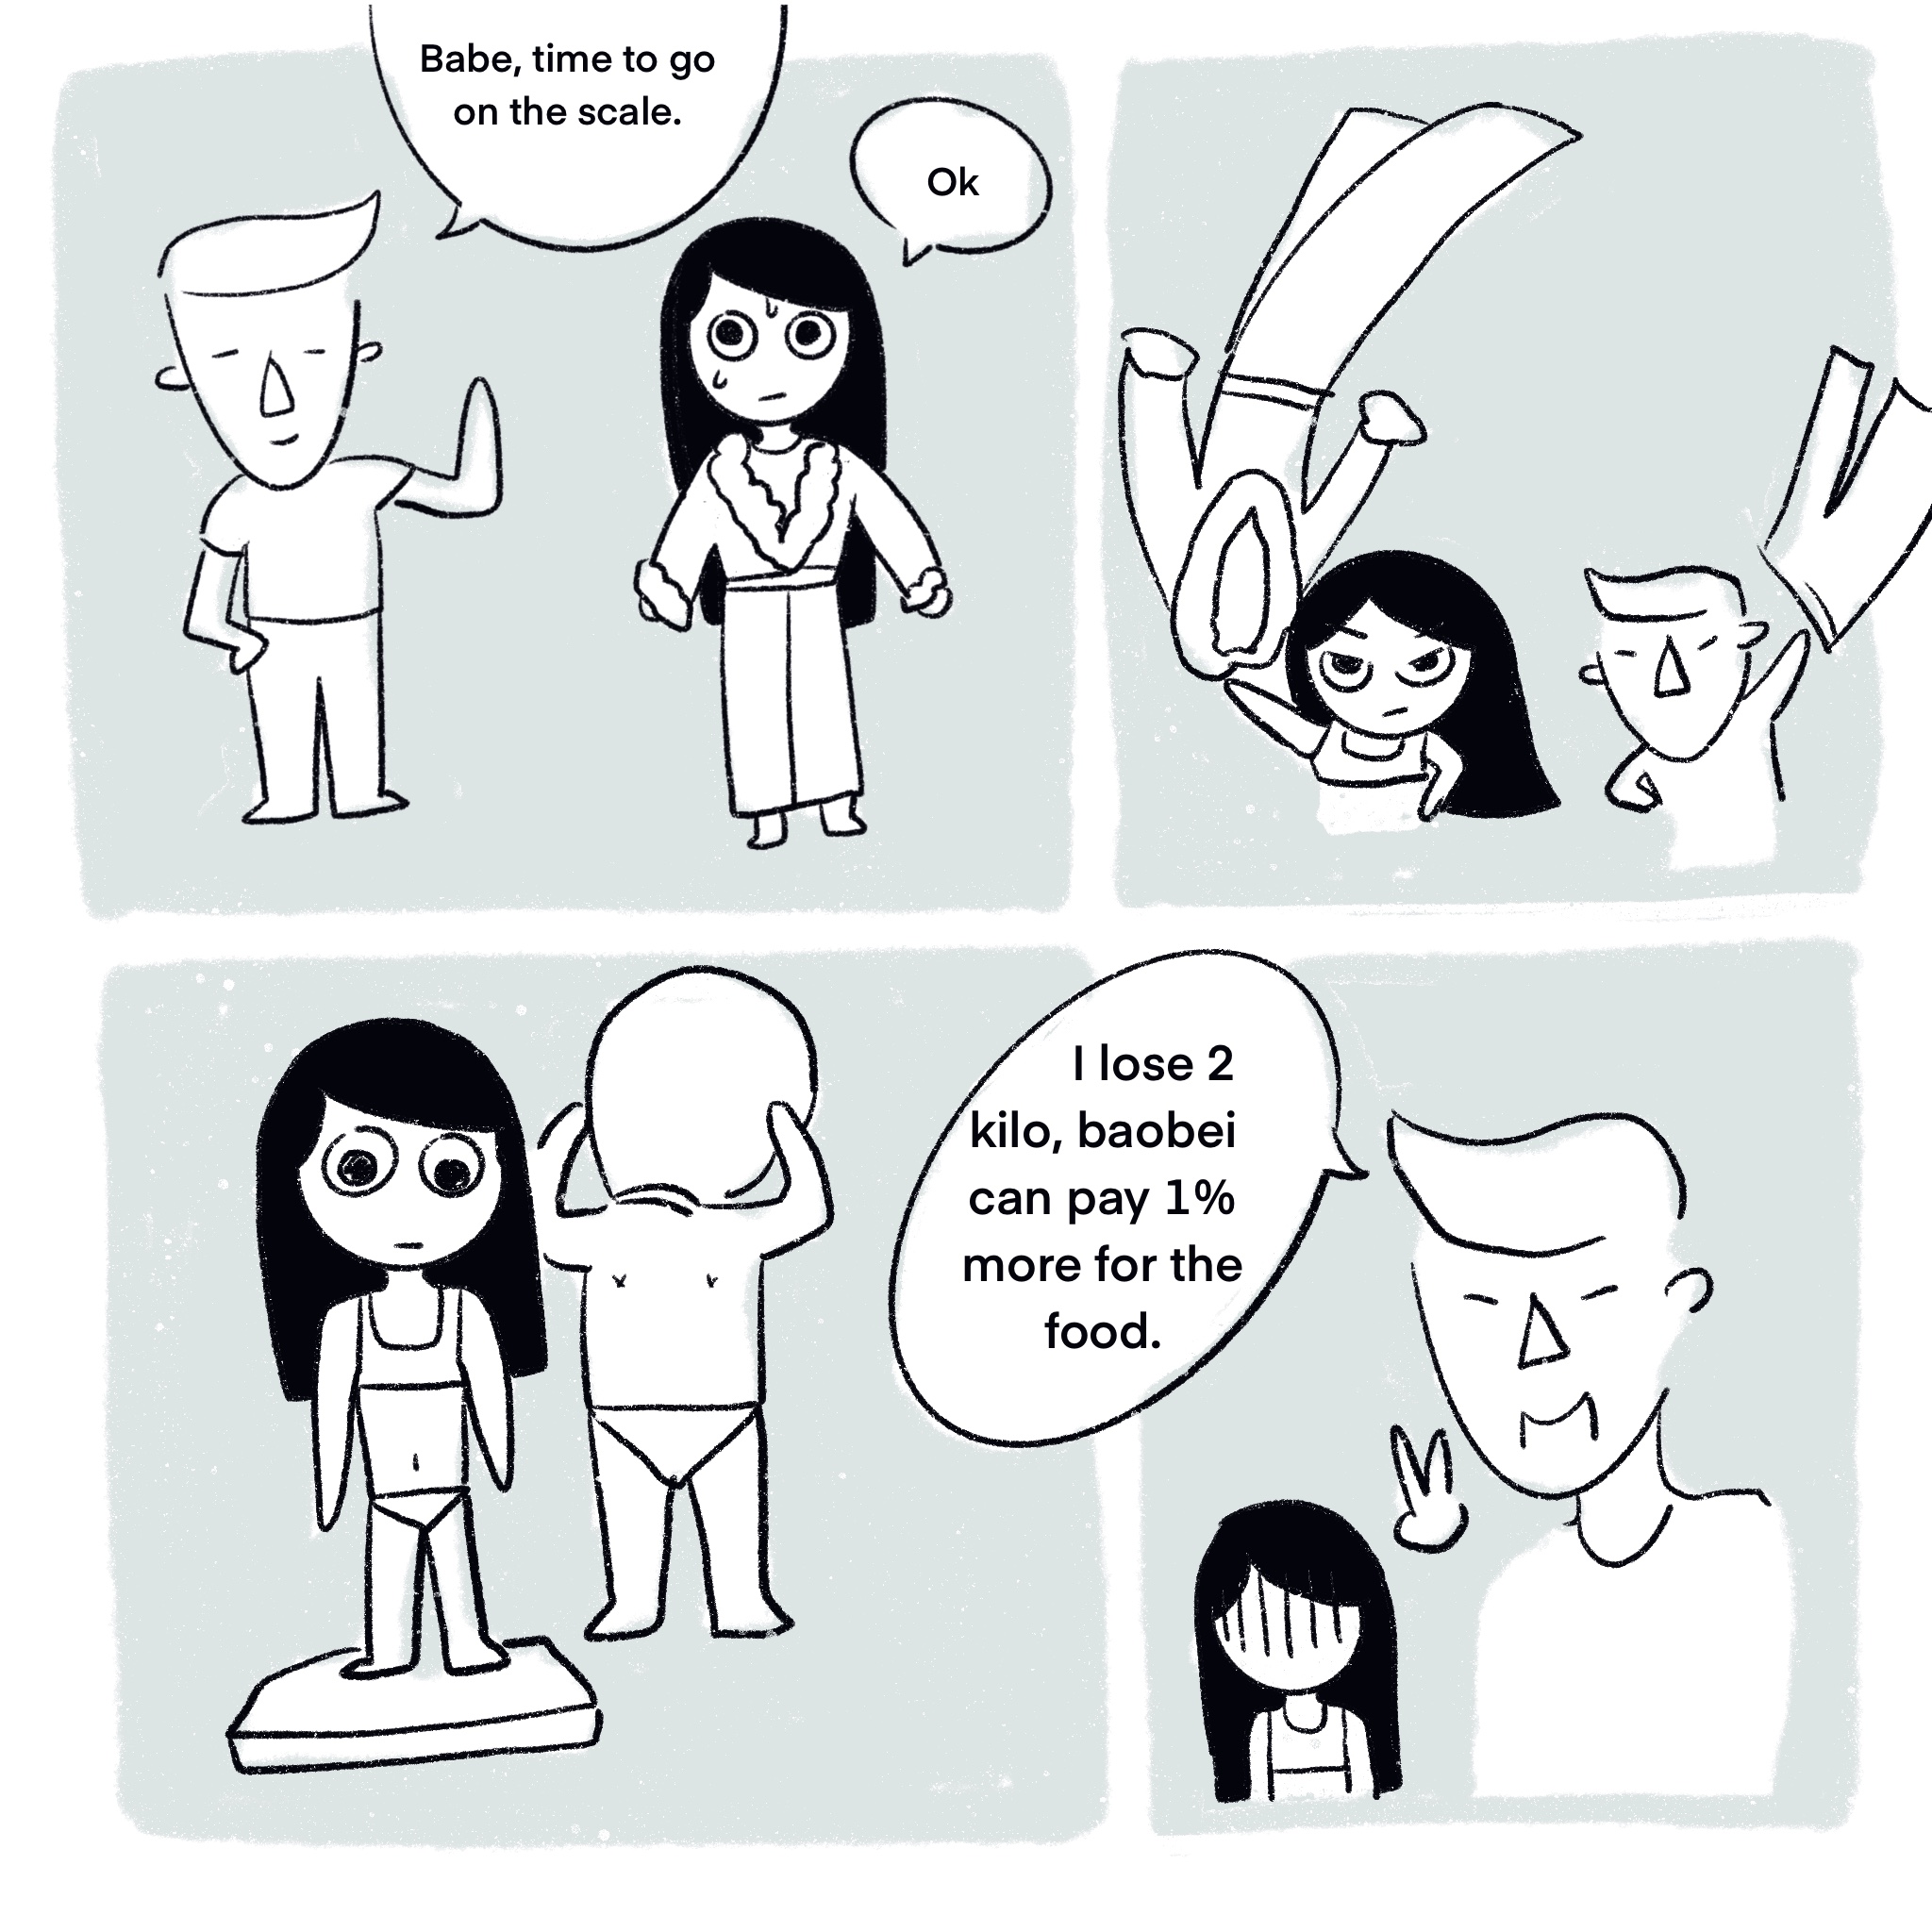 Babe, time to go
on the scale.
Ok
I lose 2
kilo, baobei
can pay 1%
more for the
food.